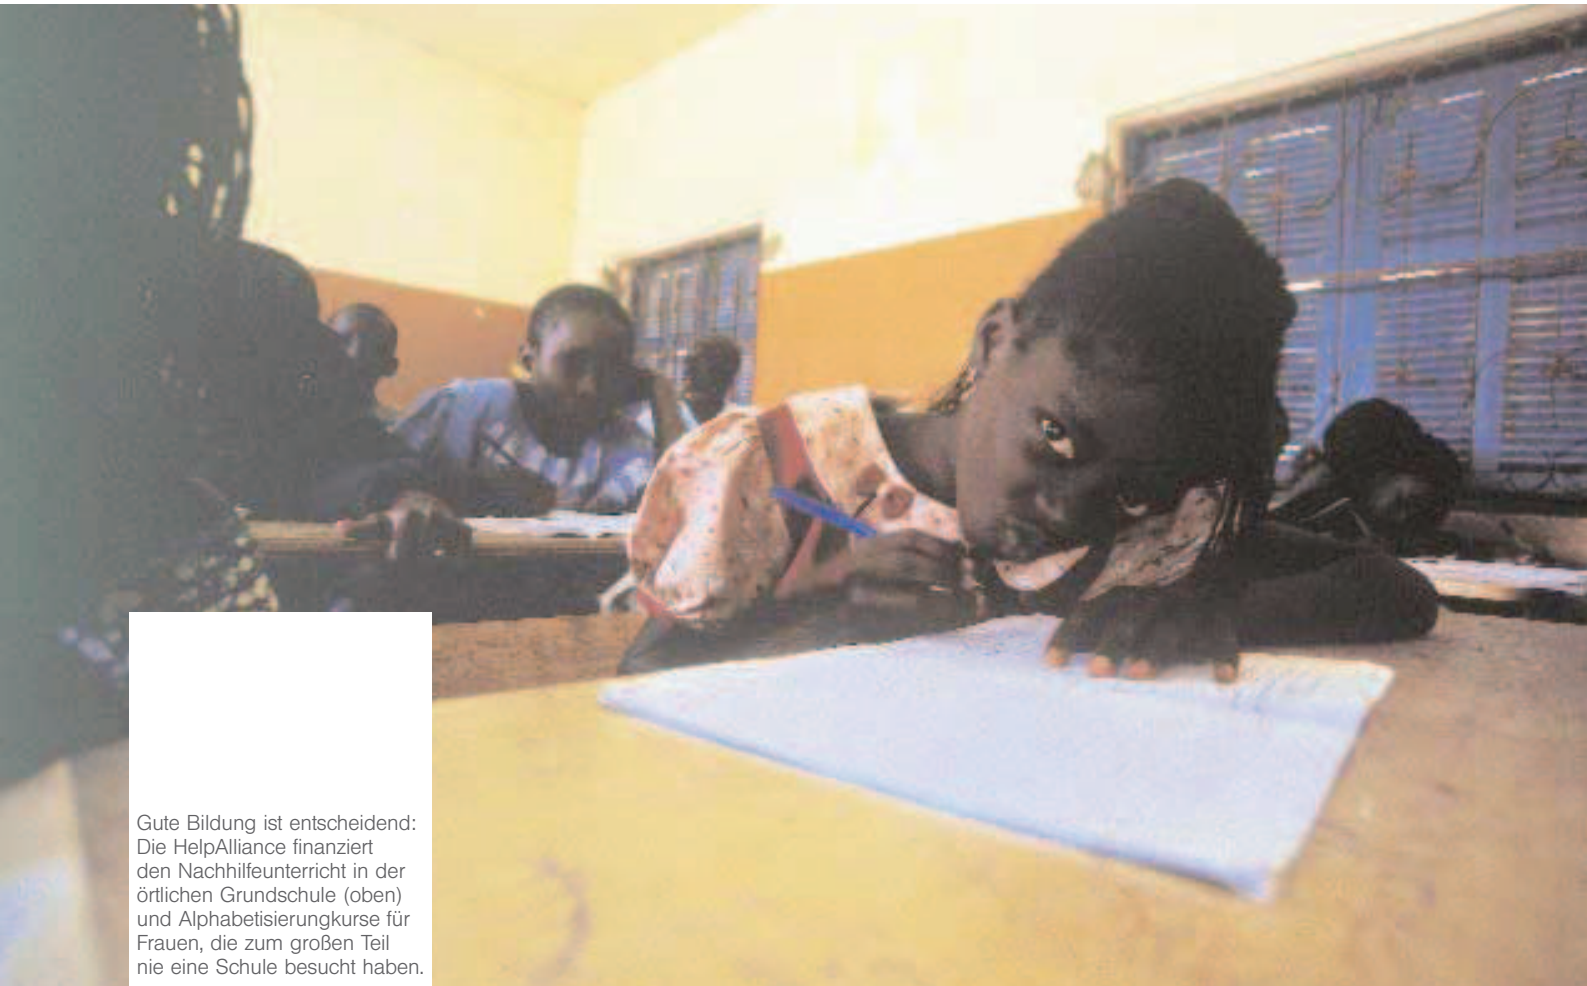 Gute Bildung ist entscheidend:
Die HelpAlliance finanziert
den Nachhilfeunterricht in der
örtlichen Grundschule (oben)
und Alphabetisierungkurse für
Frauen, die zum großen Teil
nie eine Schule besucht haben.